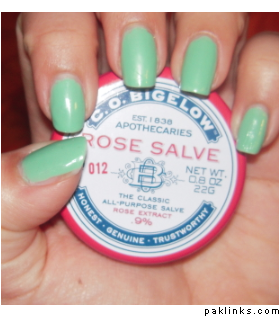 C.O. BIGELOW
EST. 1838
APOTHECARIES
ROSE SALVE
012
NET WT.
0.8 OZ
22G
THE CLASSIC
ALL-PURPOSE SALVE
ROSE EXTRACT
9%
HONEST · GENUINE · TRUSTWORTHY
paklinks.com